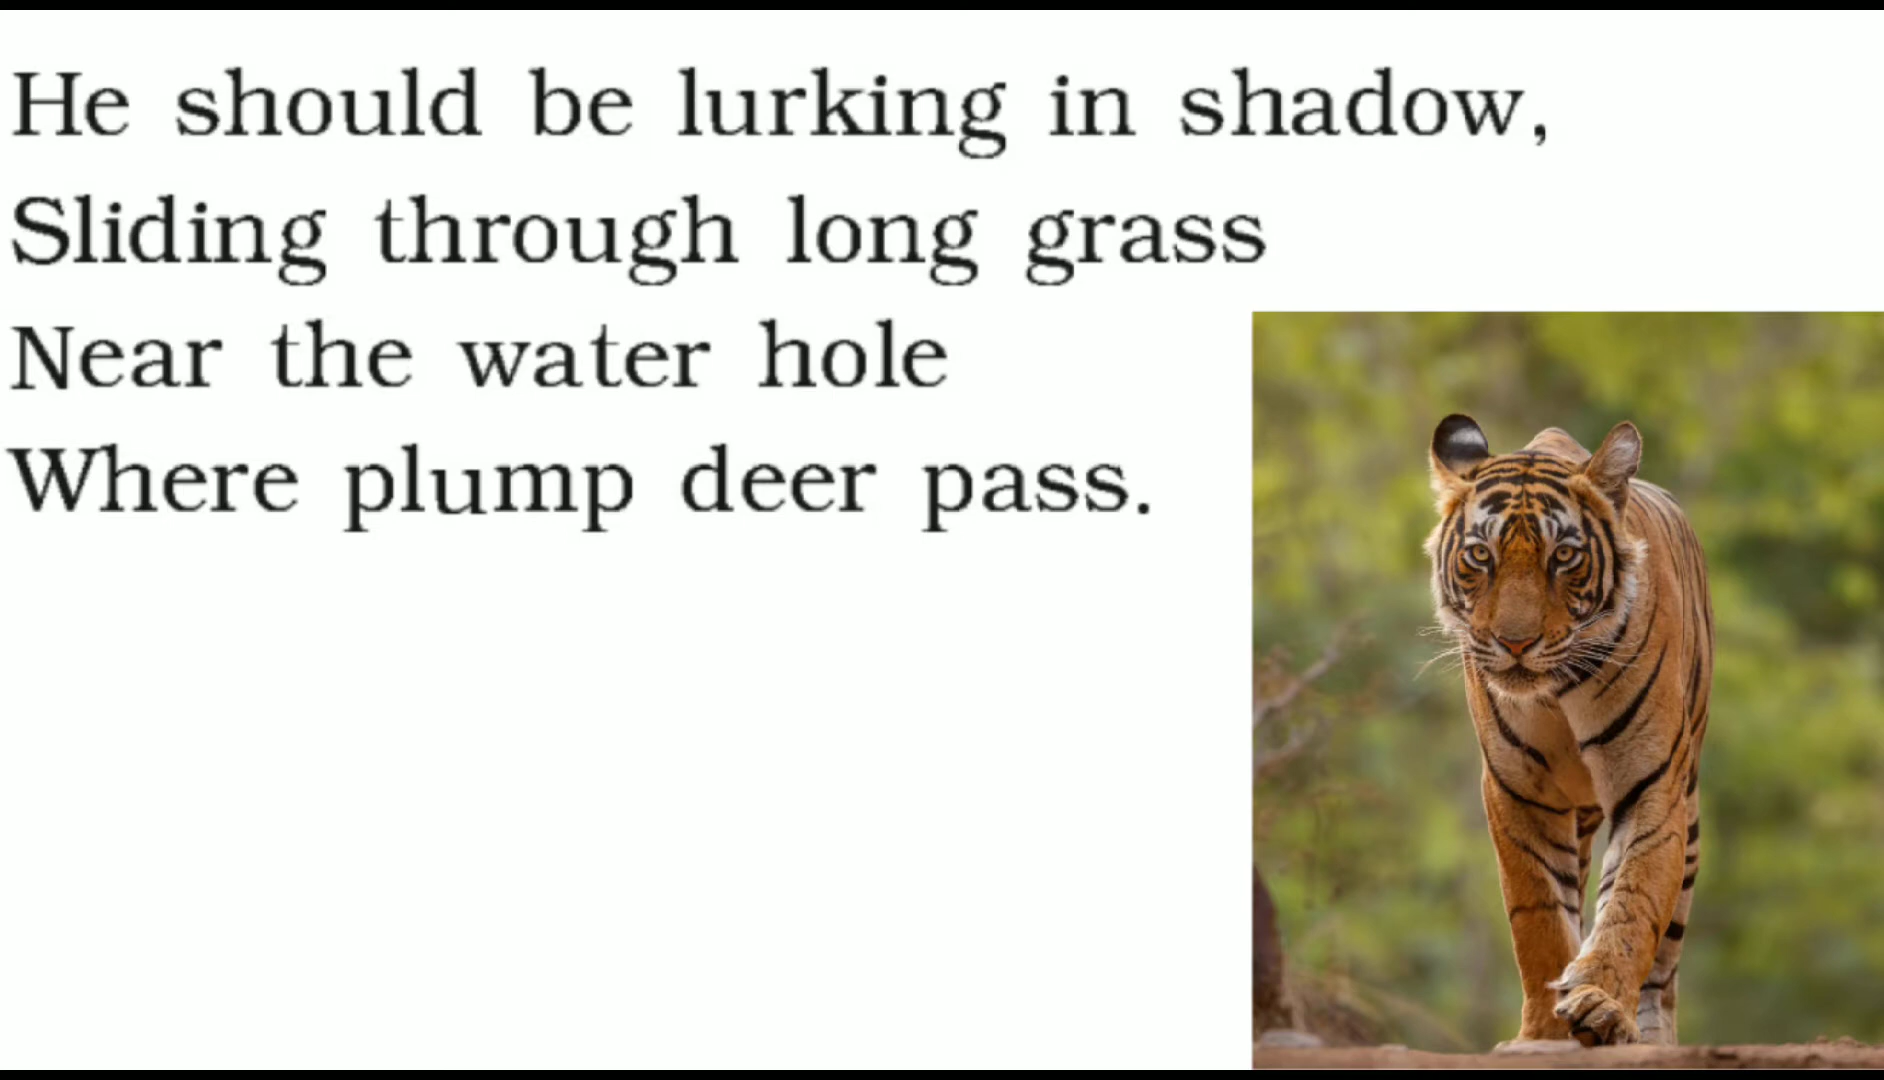 He should be lurking in shadow,
Sliding through long grass
Near the water hole
Where plump deer pass.